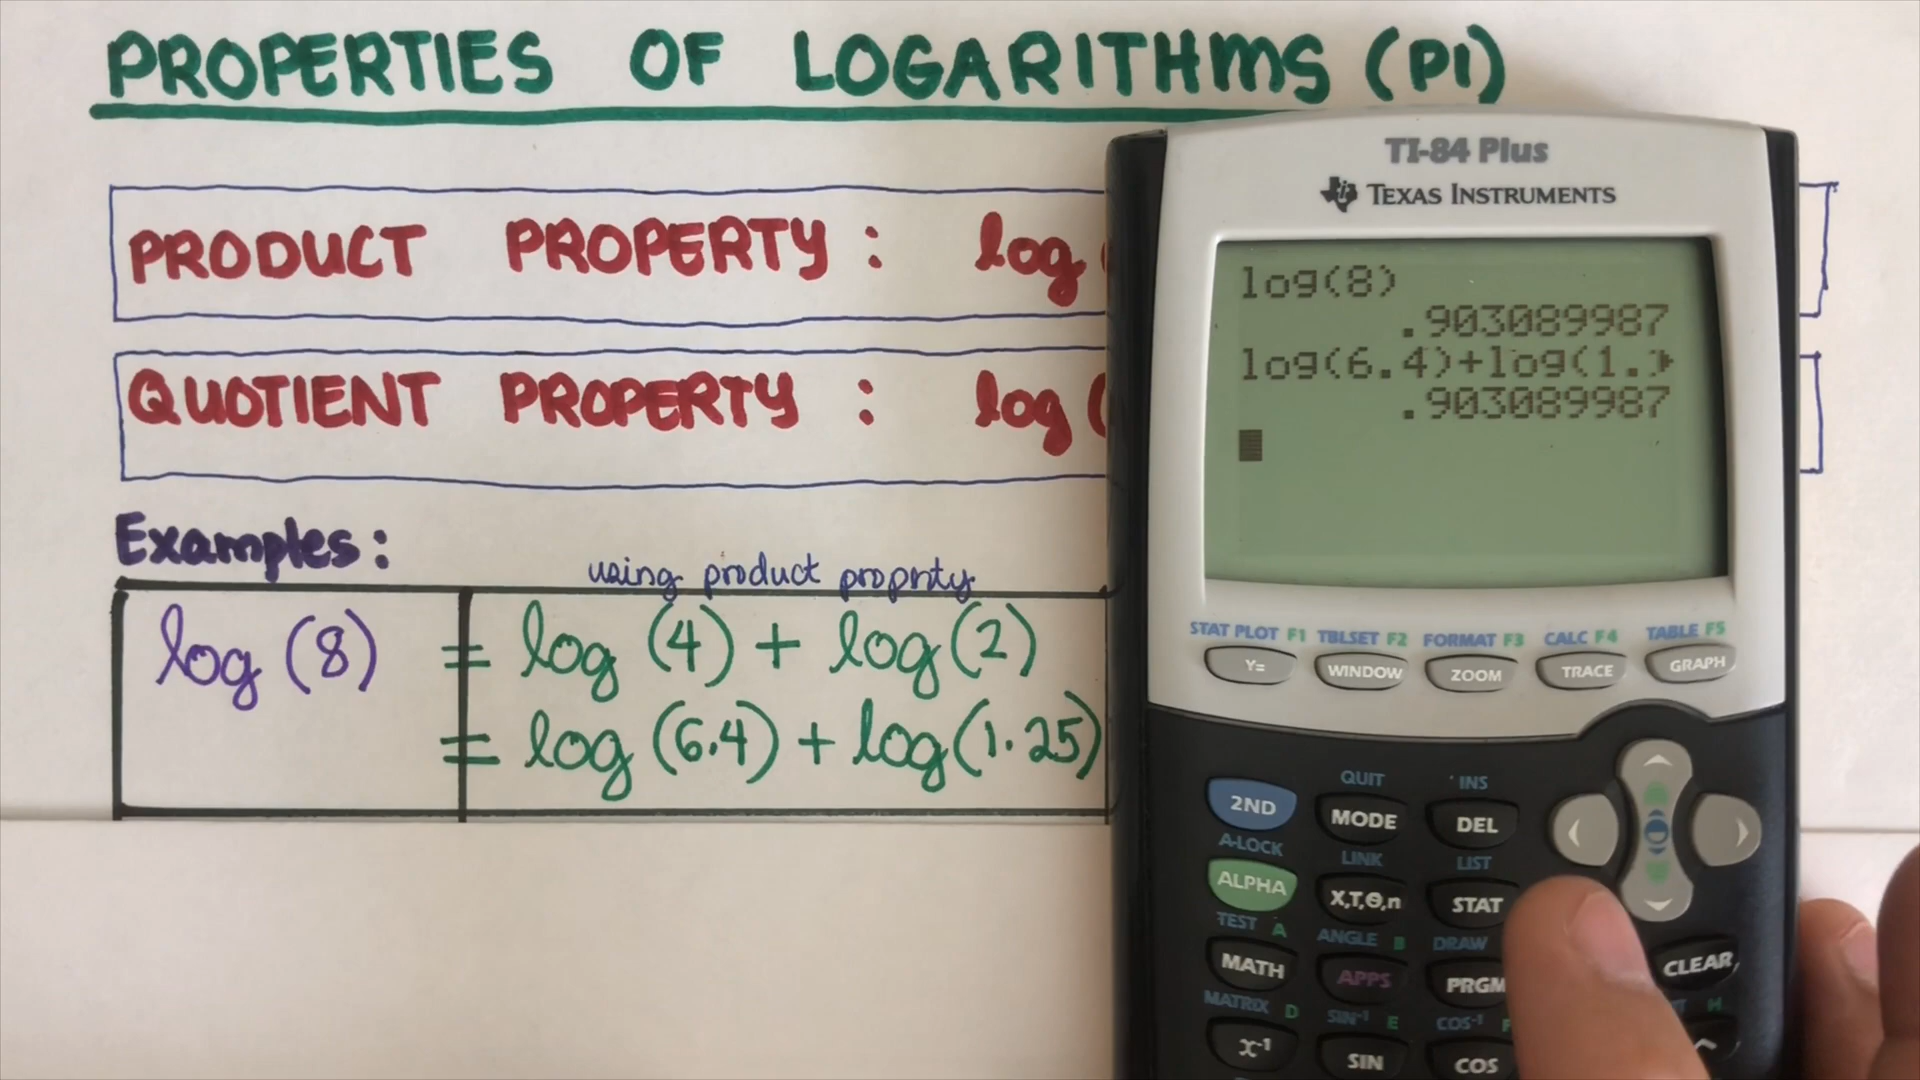 PROPERTIES OF LOGARITHMS (PI)
PRODUCT PROPERTY : log
QUOTIENT PROPERTY : log (
Examples:
using product proprity
log (8) = log (4) + log (2)
= log (6.4) + log (1.25)
TI-84 Plus
TEXAS INSTRUMENTS
log(8)
.903089987
log(6.4)+log(1.
.903089987
STAT PLOT F1 TBLSET F2 FORMAT F3 CALC F4 TABLE F5
Y= WINDOW ZOOM TRACE GRAPH
QUIT INS
2ND MODE DEL
A-LOCK LINK LIST
ALPHA X,T,Θ,n STAT
TEST A ANGLE B DRAW
MATH APPS PRGM CLEAR
MATRIX D SIN⁻¹ E COS⁻¹ H
x⁻¹ SIN COS ^